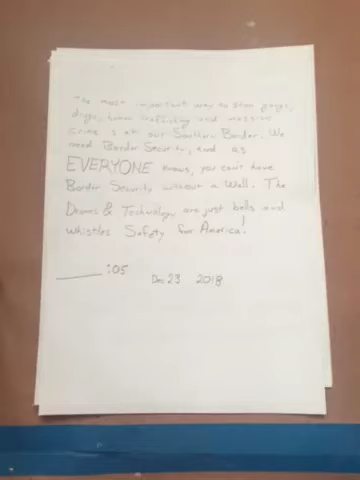 The most important way to stop gangs,
drugs, human trafficking and massive
crime is at our Southern Border. We
need Border Security, and as
EVERYONE knows, you can't have
Border Security without a Wall. The
Drones & Technology are just bells and
whistles Safety for America!
:05
Dec 23 2018